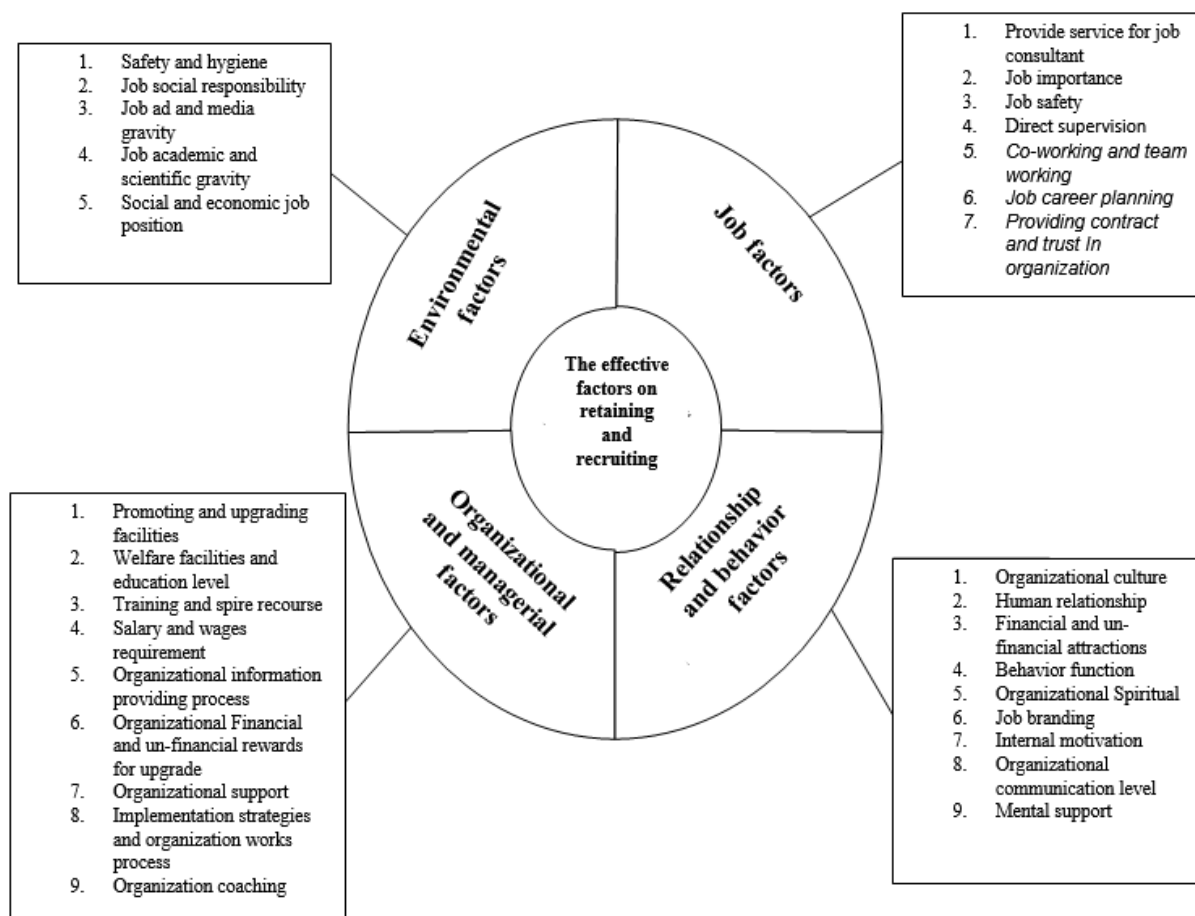 1. Safety and hygiene
2. Job social responsibility
3. Job ad and media
gravity
4. Job academic and
scientific gravity
5. Social and economic job
position
1. Provide service for job
consultant
2. Job importance
3. Job safety
4. Direct supervision
5. Co-working and team
working
6. Job career planning
7. Providing contract
and trust In
organization
Environmental
factors
Job factors
The effective
factors on
retaining
and
recruiting
Organizational
and managerial
factors
Relationship
and behavior
factors
1. Promoting and upgrading
facilities
2. Welfare facilities and
education level
3. Training and spire recourse
4. Salary and wages
requirement
5. Organizational information
providing process
6. Organizational Financial
and un-financial rewards
for upgrade
7. Organizational support
8. Implementation strategies
and organization works
process
9. Organization coaching
1. Organizational culture
2. Human relationship
3. Financial and un-
financial attractions
4. Behavior function
5. Organizational Spiritual
6. Job branding
7. Internal motivation
8. Organizational
communication level
9. Mental support